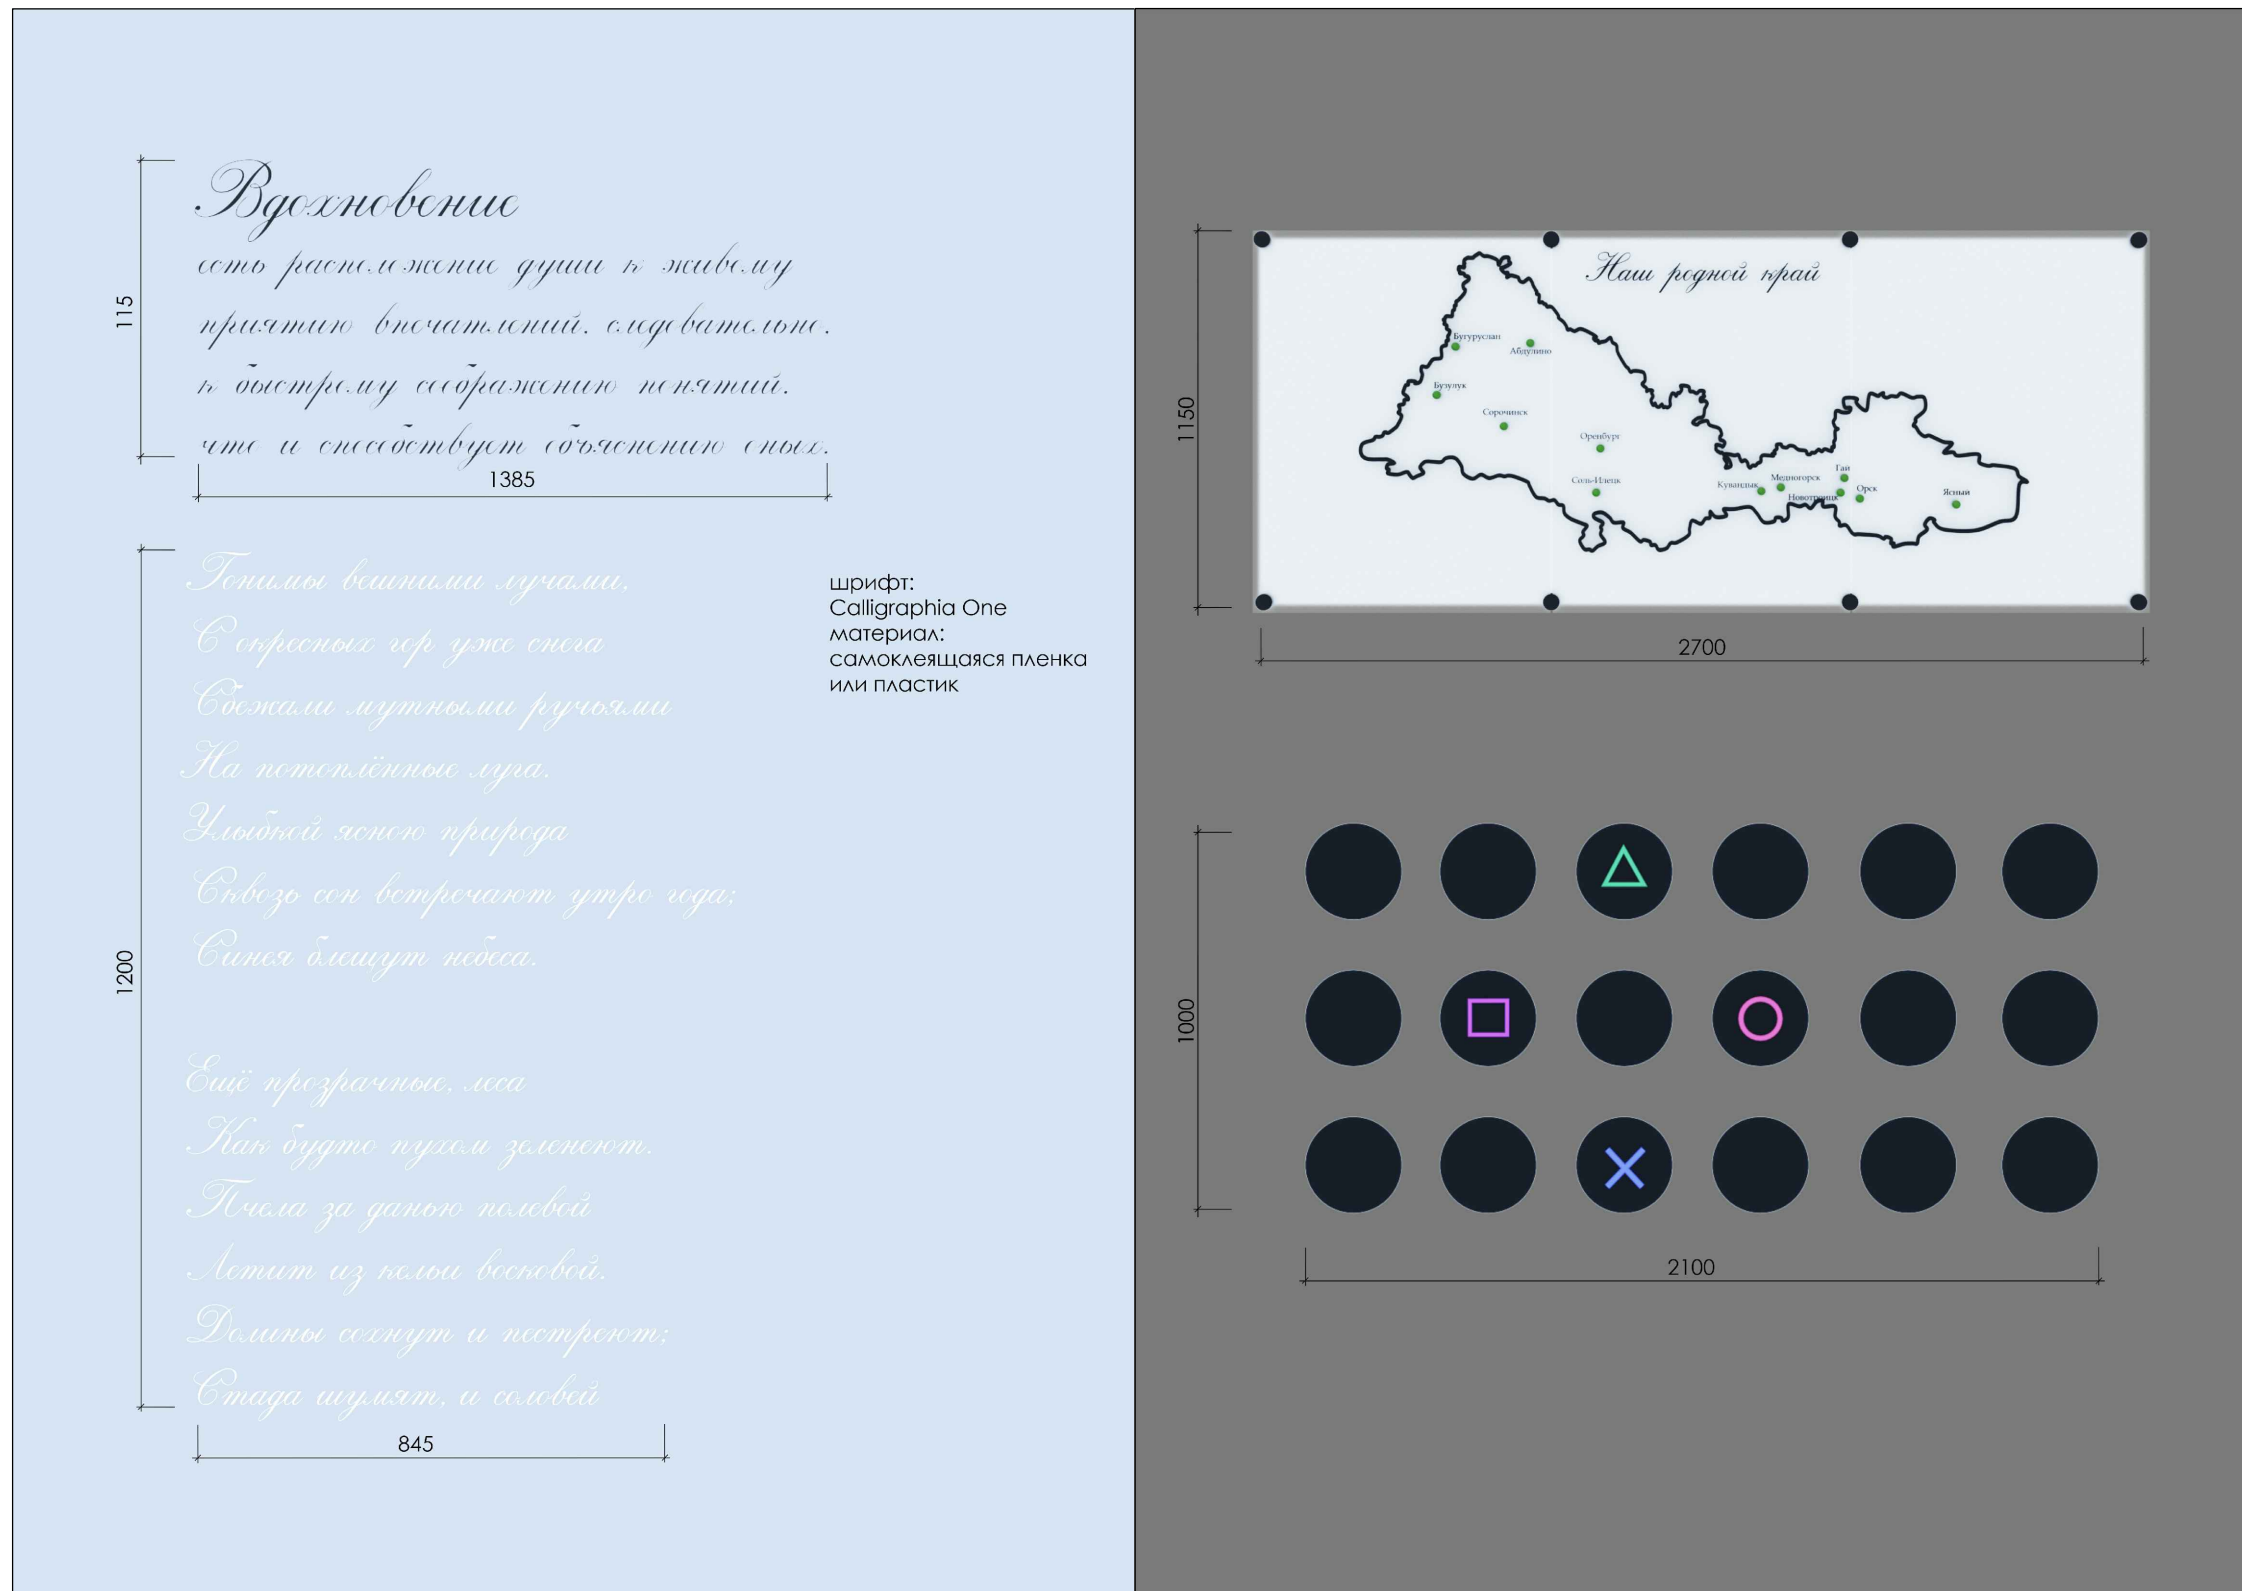 Вдохновение
есть расположение души к живому
приятию впечатлений. следовательно.
к быстрому соображению понятий.
что и способствует объяснению оных.
115
1385
Гонимы вешними лучами,
С окресных гор уже снега
Сбежали мутными ручьями
На потоплённые луга.
Улыбкой ясною природа
Сквозь сон встречают утро года;
Синея блещут небеса.
Ещё прозрачные, леса
Как будто пухом зеленеют.
Пчела за данью полевой
Летит из кельи восковой.
Долины сохнут и пестреют;
Стада шумят, и соловей
1200
845
шрифт:
Calligraphia One
материал:
самоклеящаяся пленка
или пластик
Наш родной край
Бугуруслан
Абдулино
Бузулук
Сорочинск
Оренбург
Соль-Илецк
Кувандык
Медногорск
Гай
Новотроицк
Орск
Ясный
1150
2700
1000
2100